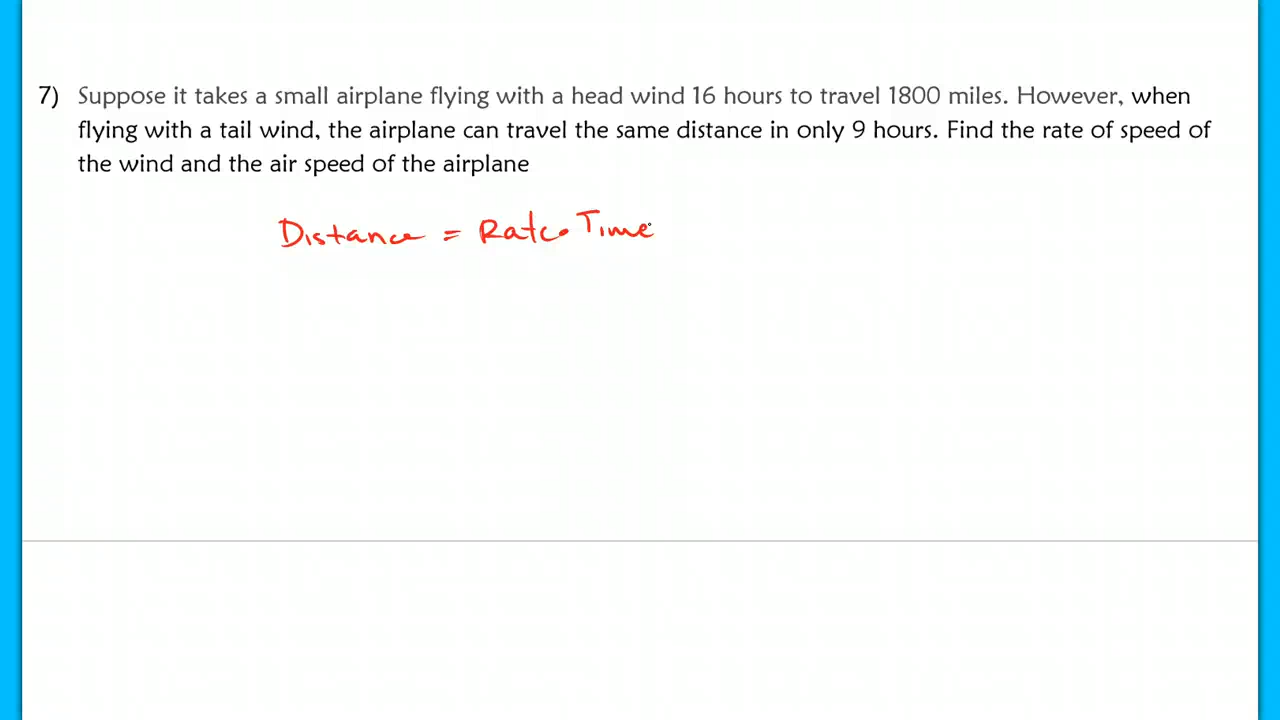 7) Suppose it takes a small airplane flying with a head wind 16 hours to travel 1800 miles. However, when
flying with a tail wind, the airplane can travel the same distance in only 9 hours. Find the rate of speed of
the wind and the air speed of the airplane
Distance = Rate • Time